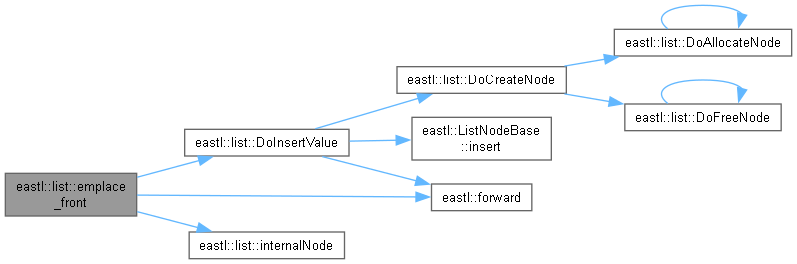 eastl::list::DoAllocateNode
eastl::list::DoCreateNode
eastl::list::DoFreeNode
eastl::list::DoInsertValue
eastl::ListNodeBase
::insert
eastl::list::emplace
_front
eastl::forward
eastl::list::internalNode